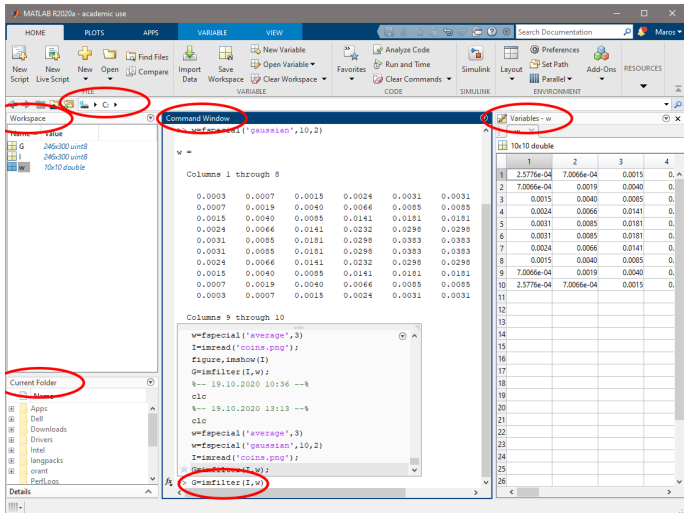 MATLAB R2020a - academic use
HOME PLOTS APPS VARIABLE VIEW Search Documentation Maros
New Script New Live Script New Open Find Files Compare Import Data Save Workspace New Variable Open Variable Clear Workspace Favorites Analyze Code Run and Time Clear Commands Simulink Layout Preferences Set Path Parallel Add-Ons RESOURCES
FILE VARIABLE CODE SIMULINK ENVIRONMENT
C:
Workspace
Name Value
G 246x300 uint8
I 246x300 uint8
w 10x10 double
Current Folder
Name
Apps
Dell
Downloads
Drivers
Intel
langpacks
orant
PerfLogs
Details
Command Window
>> w=fspecial('gaussian',10,2)
w =
Columns 1 through 8
0.0003 0.0007 0.0015 0.0024 0.0031 0.0031
0.0007 0.0019 0.0040 0.0066 0.0085 0.0085
0.0015 0.0040 0.0085 0.0141 0.0181 0.0181
0.0024 0.0066 0.0141 0.0232 0.0298 0.0298
0.0031 0.0085 0.0181 0.0298 0.0383 0.0383
0.0031 0.0085 0.0181 0.0298 0.0383 0.0383
0.0024 0.0066 0.0141 0.0232 0.0298 0.0298
0.0015 0.0040 0.0085 0.0141 0.0181 0.0181
0.0007 0.0019 0.0040 0.0066 0.0085 0.0085
0.0003 0.0007 0.0015 0.0024 0.0031 0.0031
Columns 9 through 10
w=fspecial('average',3)
I=imread('coins.png');
figure,imshow(I)
G=imfilter(I,w);
%-- 19.10.2020 10:36 --%
clc
%-- 19.10.2020 13:13 --%
clc
w=fspecial('average',3)
w=fspecial('gaussian',10,2)
I=imread('coins.png');
G=imfilter(I,w);
fx > G=imfilter(I,w)
Variables - w
w
10x10 double
1 2 3 4
1 2.5776e-04 7.0066e-04 0.0015 0.
2 7.0066e-04 0.0019 0.0040 0.
3 0.0015 0.0040 0.0085 0.
4 0.0024 0.0066 0.0141 0.
5 0.0031 0.0085 0.0181 0.
6 0.0031 0.0085 0.0181 0.
7 0.0024 0.0066 0.0141 0.
8 0.0015 0.0040 0.0085 0.
9 7.0066e-04 0.0019 0.0040 0.
10 2.5776e-04 7.0066e-04 0.0015 0.
11
12
13
14
15
16
17
18
19
20
21
22
23
24
25
26